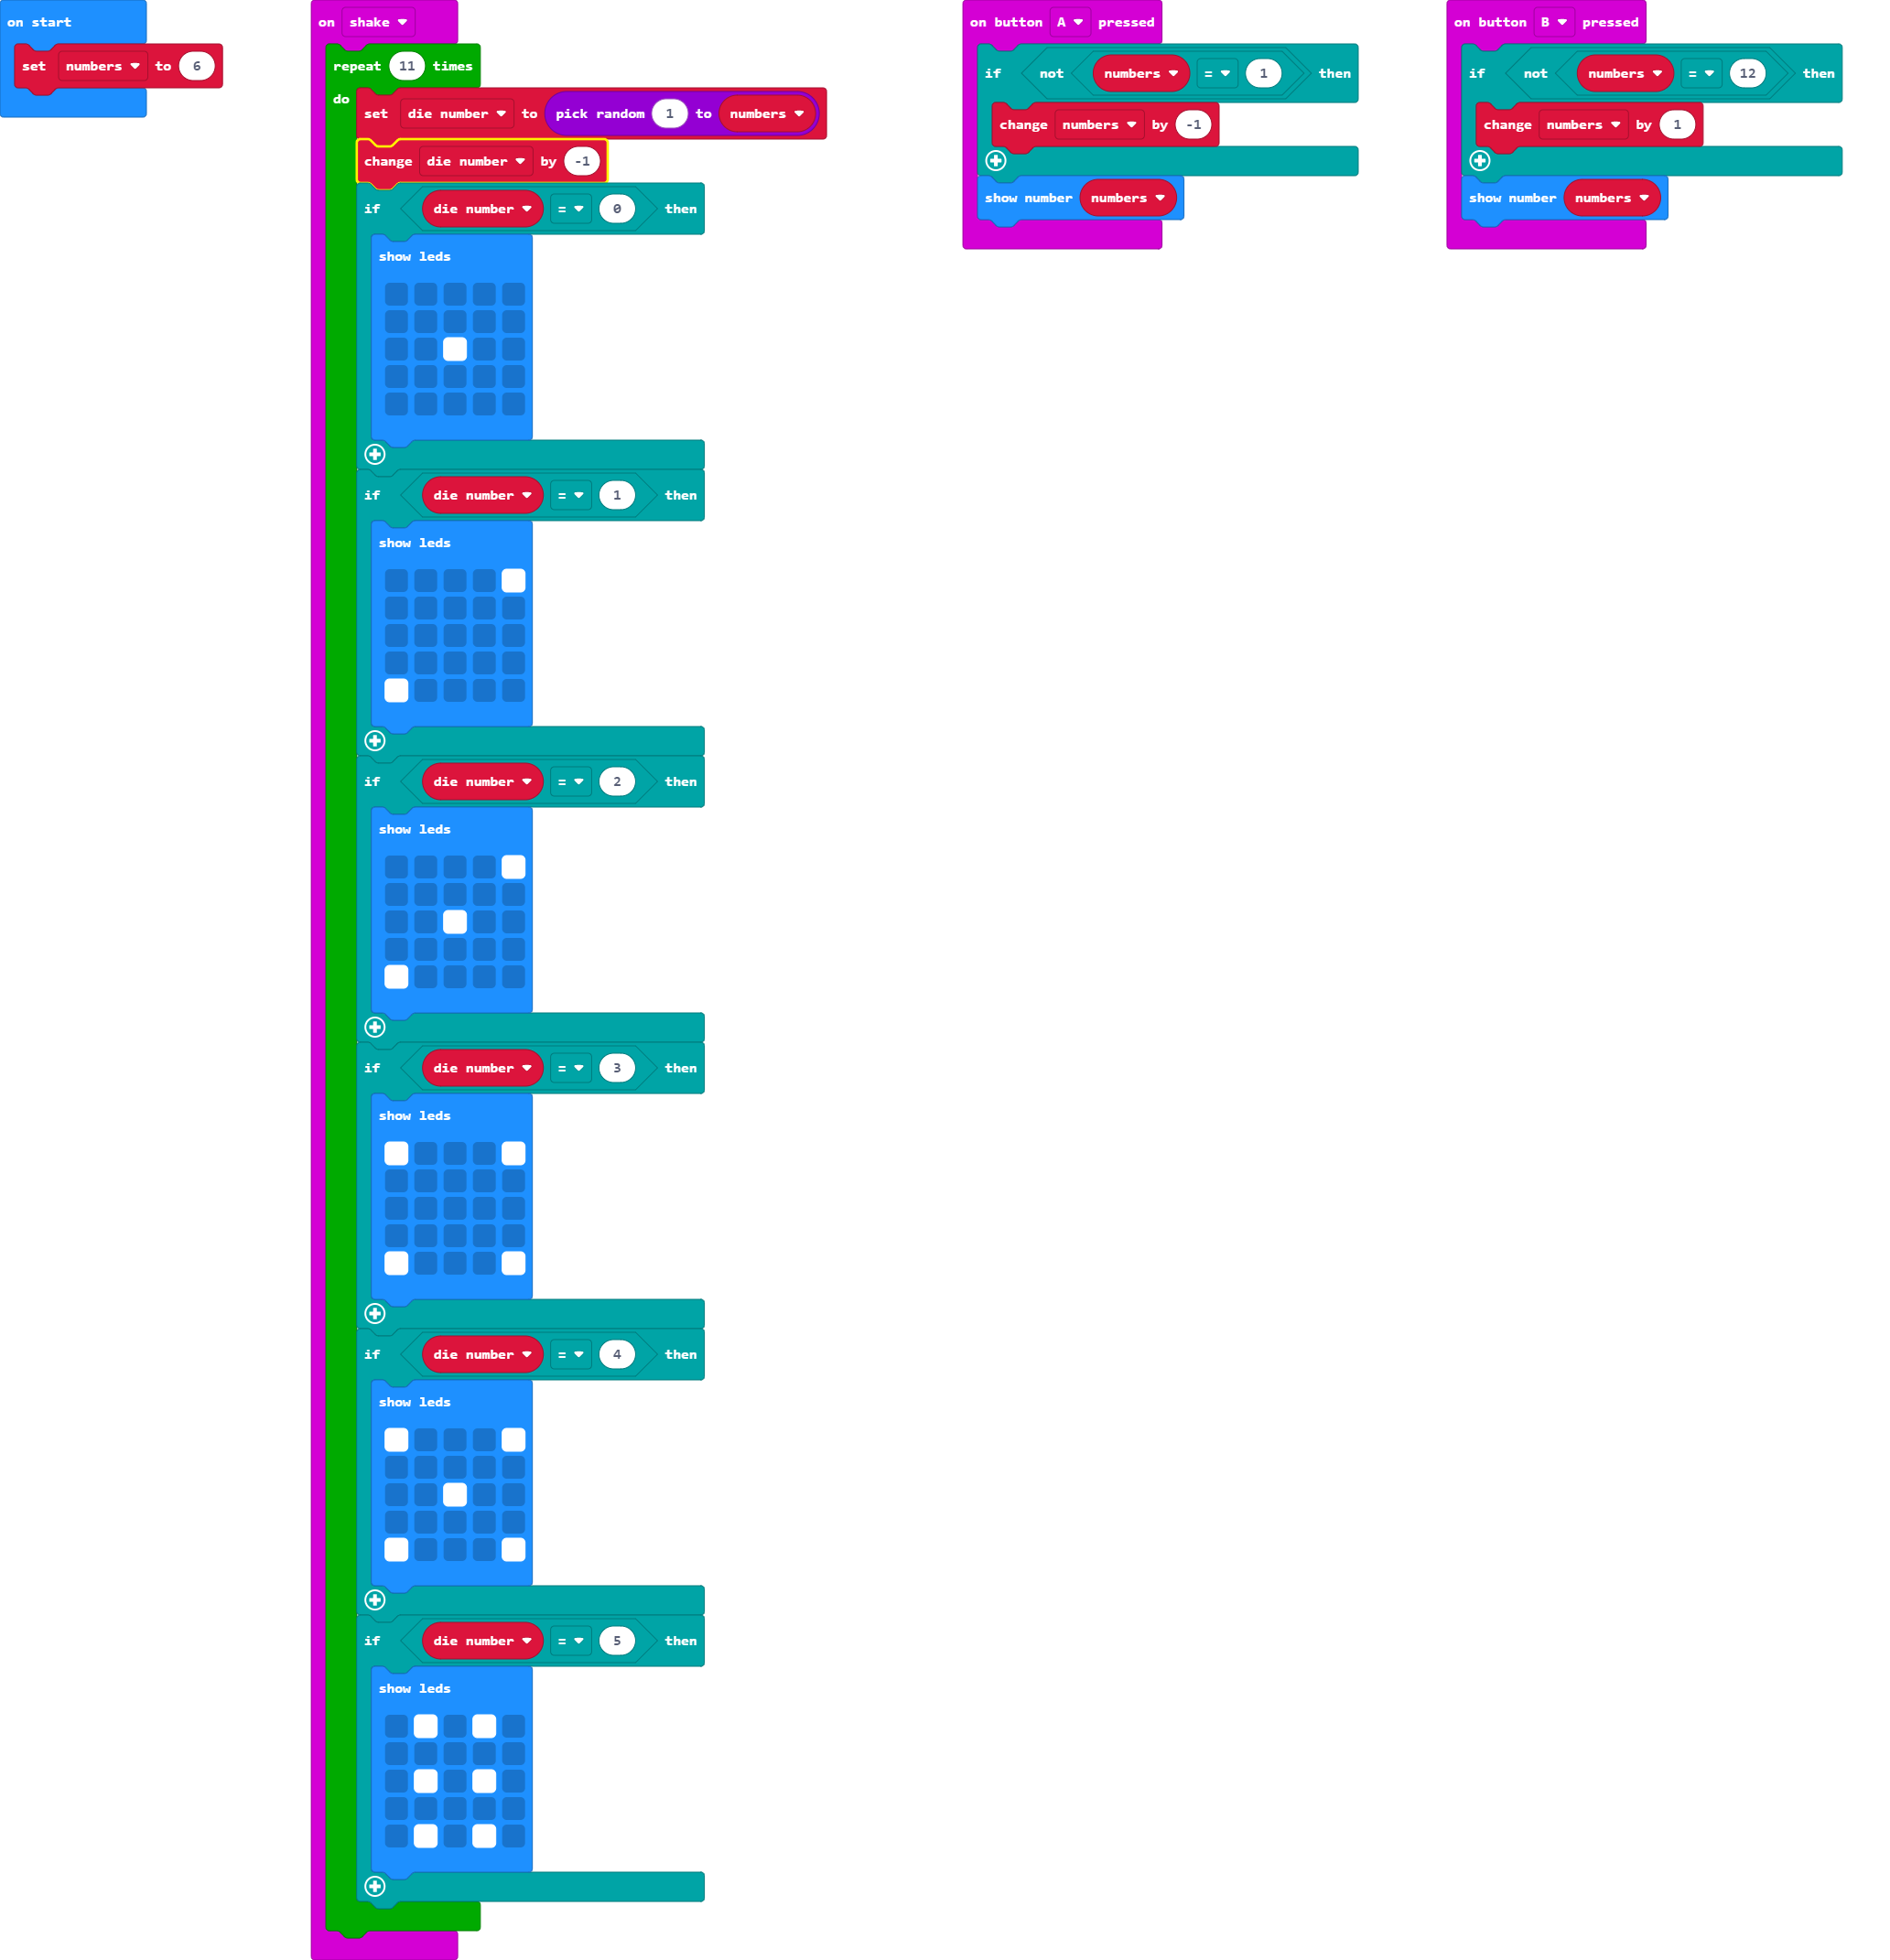 on start
set numbers to 6
on shake
repeat 11 times
do
set die number to pick random 1 to numbers
change die number by -1
if die number = 0 then
show leds
if die number = 1 then
show leds
if die number = 2 then
show leds
if die number = 3 then
show leds
if die number = 4 then
show leds
if die number = 5 then
show leds
on button A pressed
if not numbers = 1 then
change numbers by -1
show number numbers
on button B pressed
if not numbers = 12 then
change numbers by 1
show number numbers